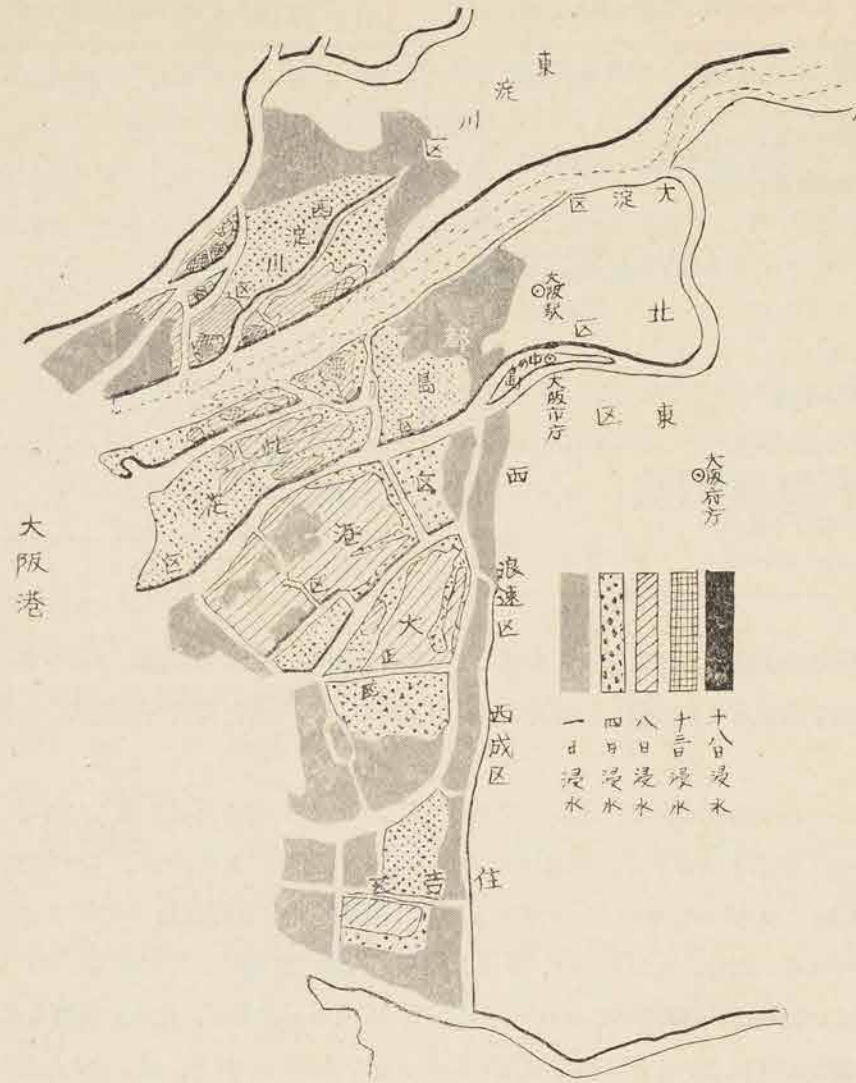 東淀川区
西淀川区
大淀区
北区
大阪駅
中の島
大阪市庁
東区
大阪府庁
島区
此花区
西区
港区
大阪港
浪速区
大正区
西成区
住吉区
十八日浸水
十三日浸水
八日浸水
四日浸水
一日浸水